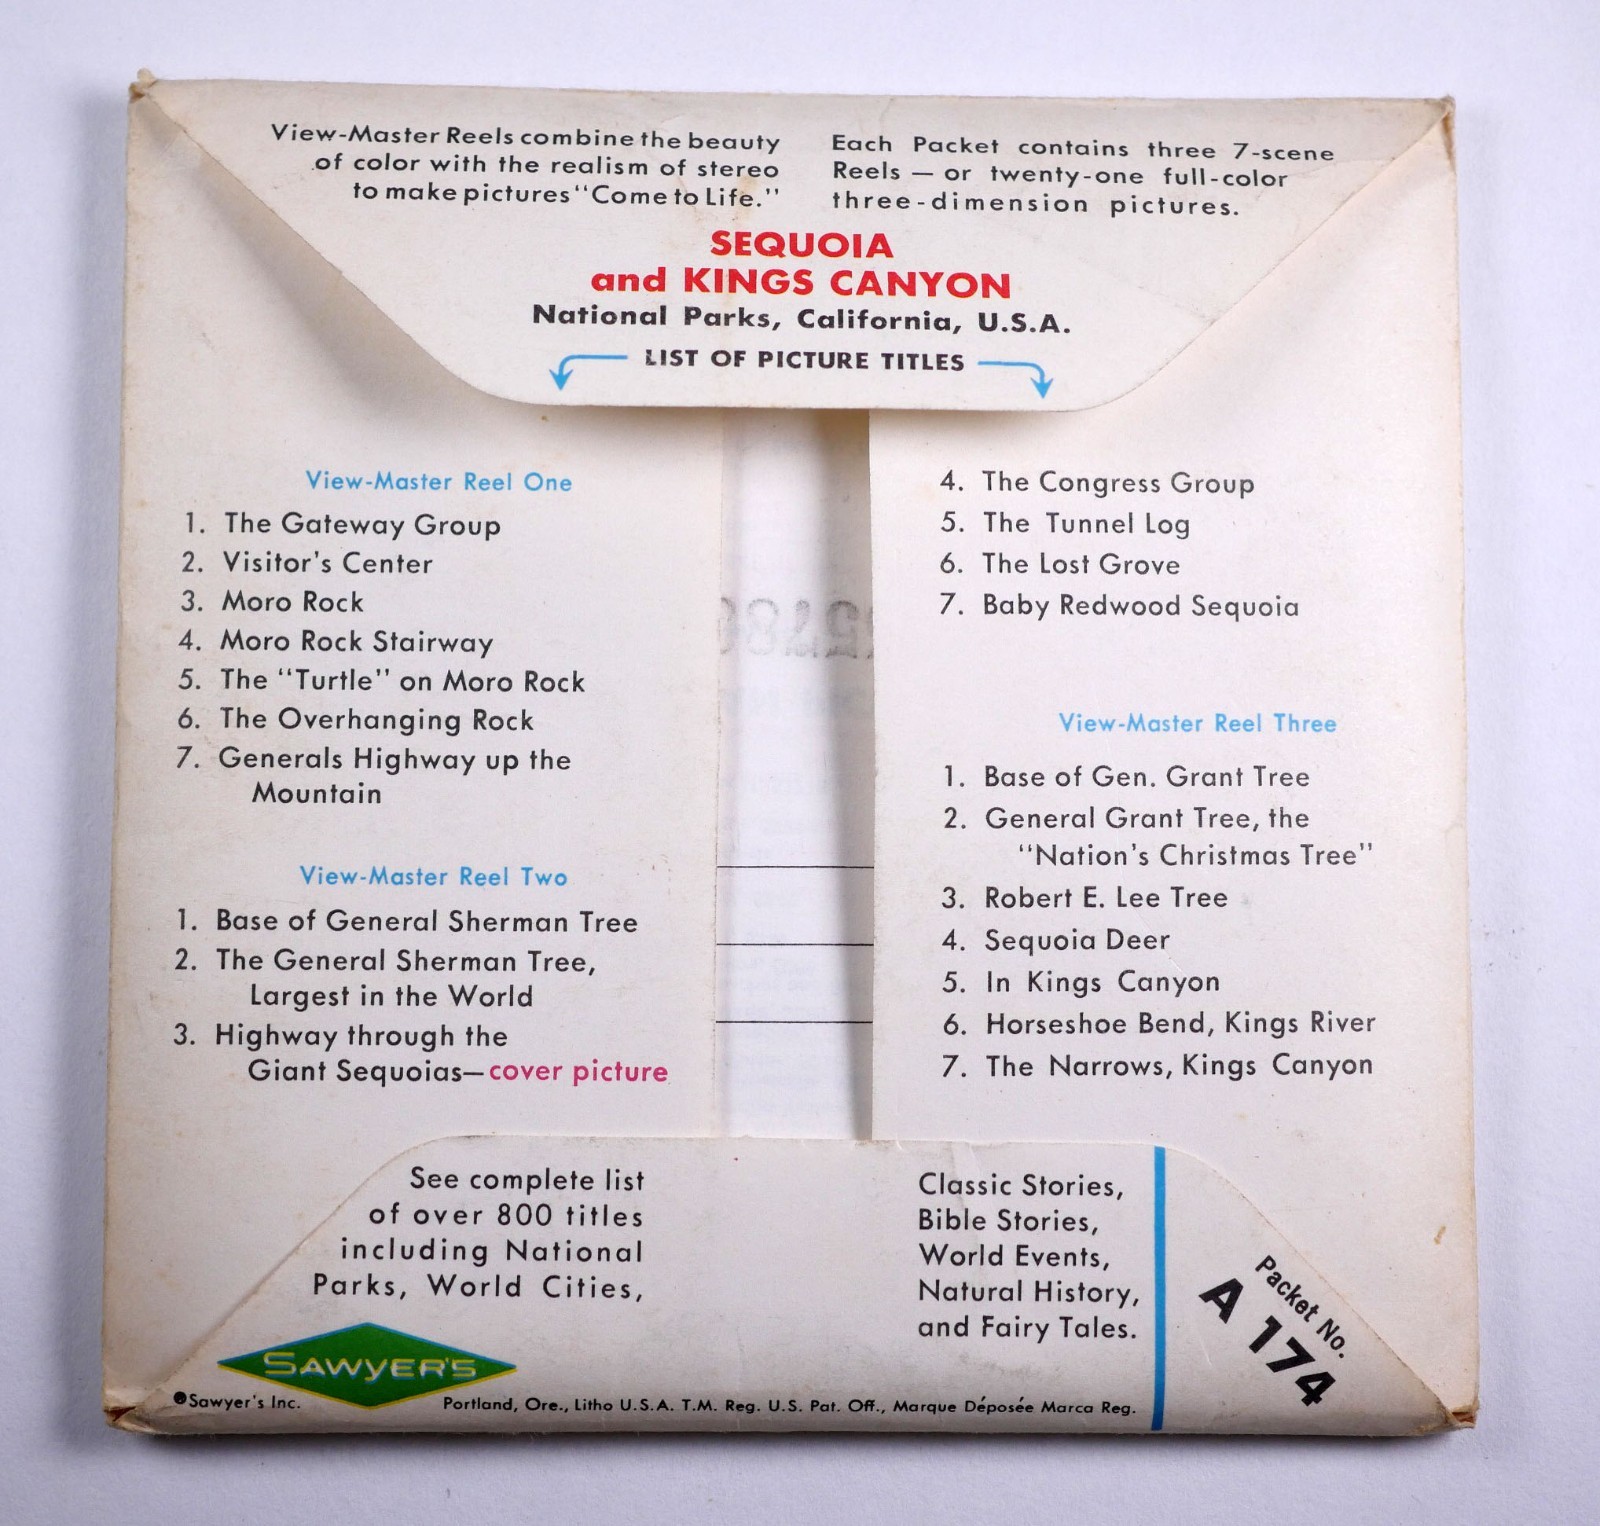 View-Master Reels combine the beauty
of color with the realism of stereo
to make pictures "Come to Life."
Each Packet contains three 7-scene
Reels — or twenty-one full-color
three-dimension pictures.
SEQUOIA
and KINGS CANYON
National Parks, California, U.S.A.
LIST OF PICTURE TITLES
View-Master Reel One
1. The Gateway Group
2. Visitor's Center
3. Moro Rock
4. Moro Rock Stairway
5. The "Turtle" on Moro Rock
6. The Overhanging Rock
7. Generals Highway up the
Mountain
View-Master Reel Two
1. Base of General Sherman Tree
2. The General Sherman Tree,
Largest in the World
3. Highway through the
Giant Sequoias—cover picture
4. The Congress Group
5. The Tunnel Log
6. The Lost Grove
7. Baby Redwood Sequoia
View-Master Reel Three
1. Base of Gen. Grant Tree
2. General Grant Tree, the
"Nation's Christmas Tree"
3. Robert E. Lee Tree
4. Sequoia Deer
5. In Kings Canyon
6. Horseshoe Bend, Kings River
7. The Narrows, Kings Canyon
See complete list
of over 800 titles
including National
Parks, World Cities,
Classic Stories,
Bible Stories,
World Events,
Natural History,
and Fairy Tales.
Packet No.
A 174
SAWYER'S
Sawyer's Inc.
Portland, Ore., Litho U.S.A. T.M. Reg. U.S. Pat. Off., Marque Déposée Marca Reg.